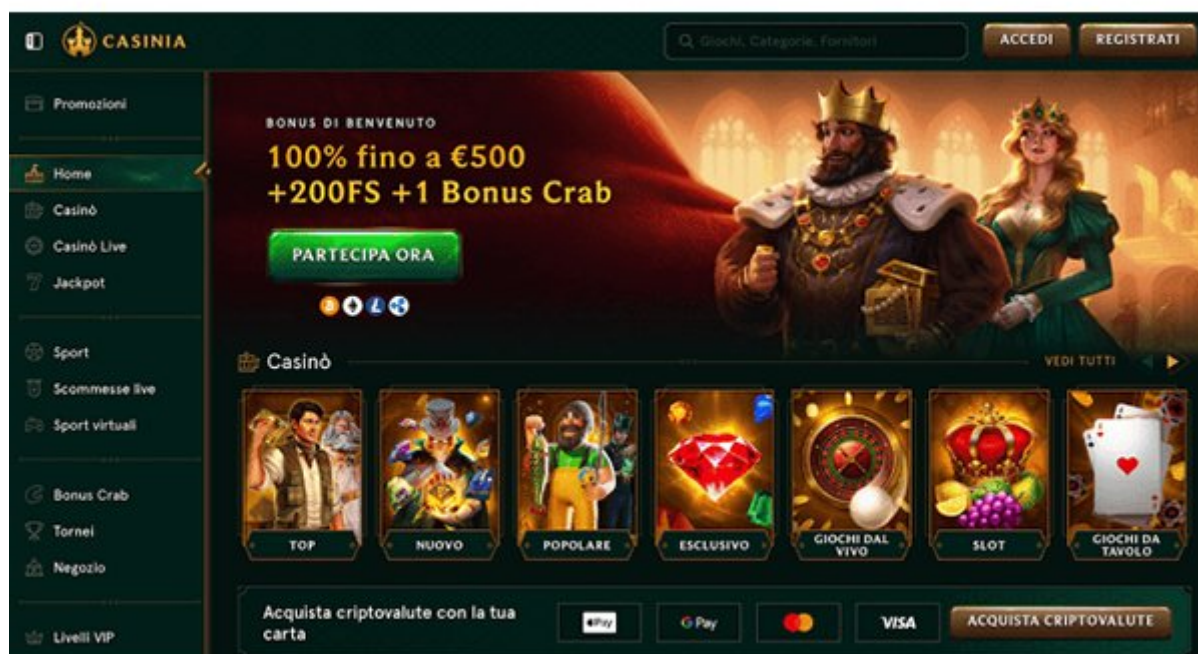 CASINIA
Giochi, Categorie, Fornitori
ACCEDI
REGISTRATI
Promozioni
Home
Casinò
Casinò Live
Jackpot
Sport
Scommesse live
Sport virtuali
Bonus Crab
Tornei
Negozio
Livelli VIP
BONUS DI BENVENUTO
100% fino a €500
+200FS +1 Bonus Crab
PARTECIPA ORA
Casinò
VEDI TUTTI
TOP
NUOVO
POPOLARE
ESCLUSIVO
GIOCHI DAL
VIVO
SLOT
GIOCHI DA
TAVOLO
Acquista criptovalute con la tua
carta
Pay
G Pay
VISA
ACQUISTA CRIPTOVALUTE